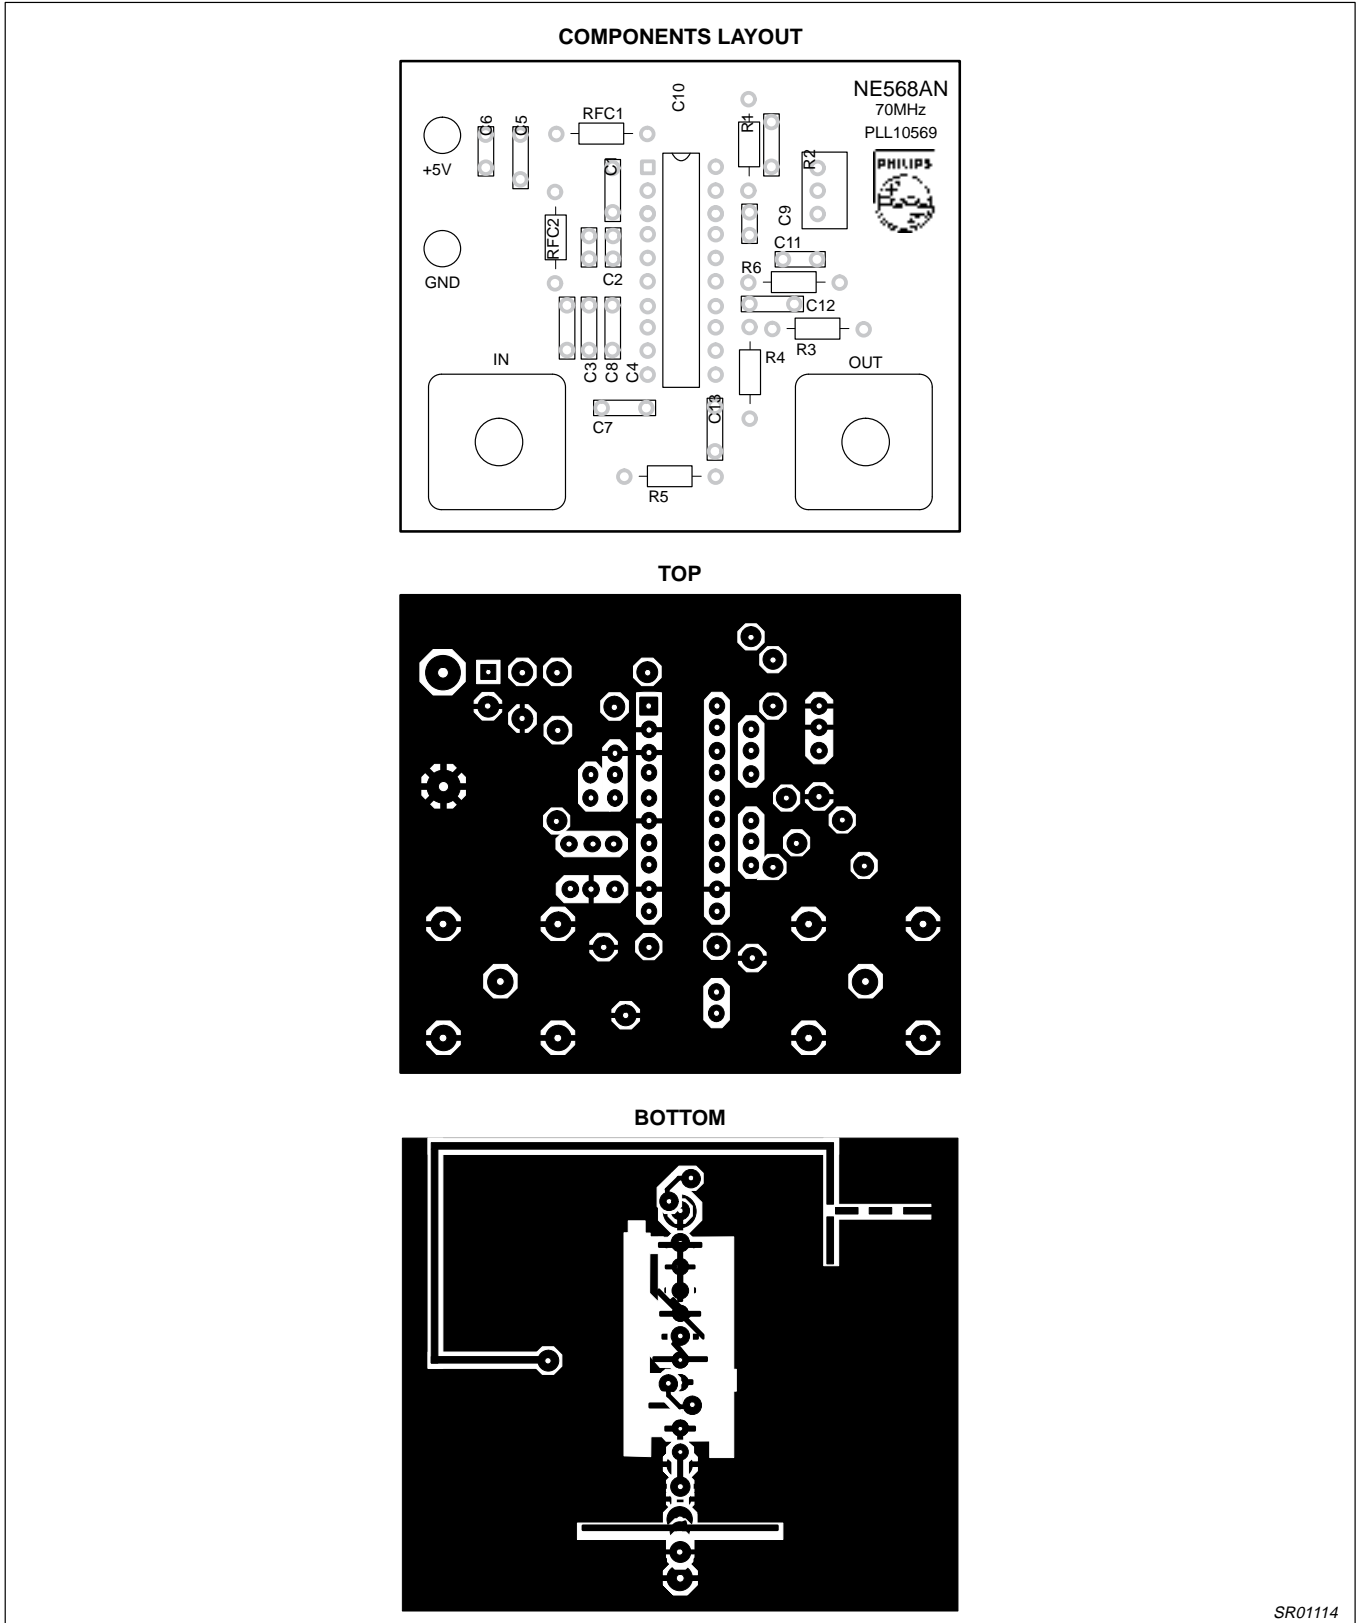 COMPONENTS LAYOUT
NE568AN
70MHz
PLL10569
PHILIPS
C10
RFC1
C6
C5
R1
R2
+5V
C1
C9
RFC2
C11
C2
R6
GND
C12
R3
R4
IN
OUT
C3
C8
C4
C13
C7
R5
TOP
BOTTOM
SR01114